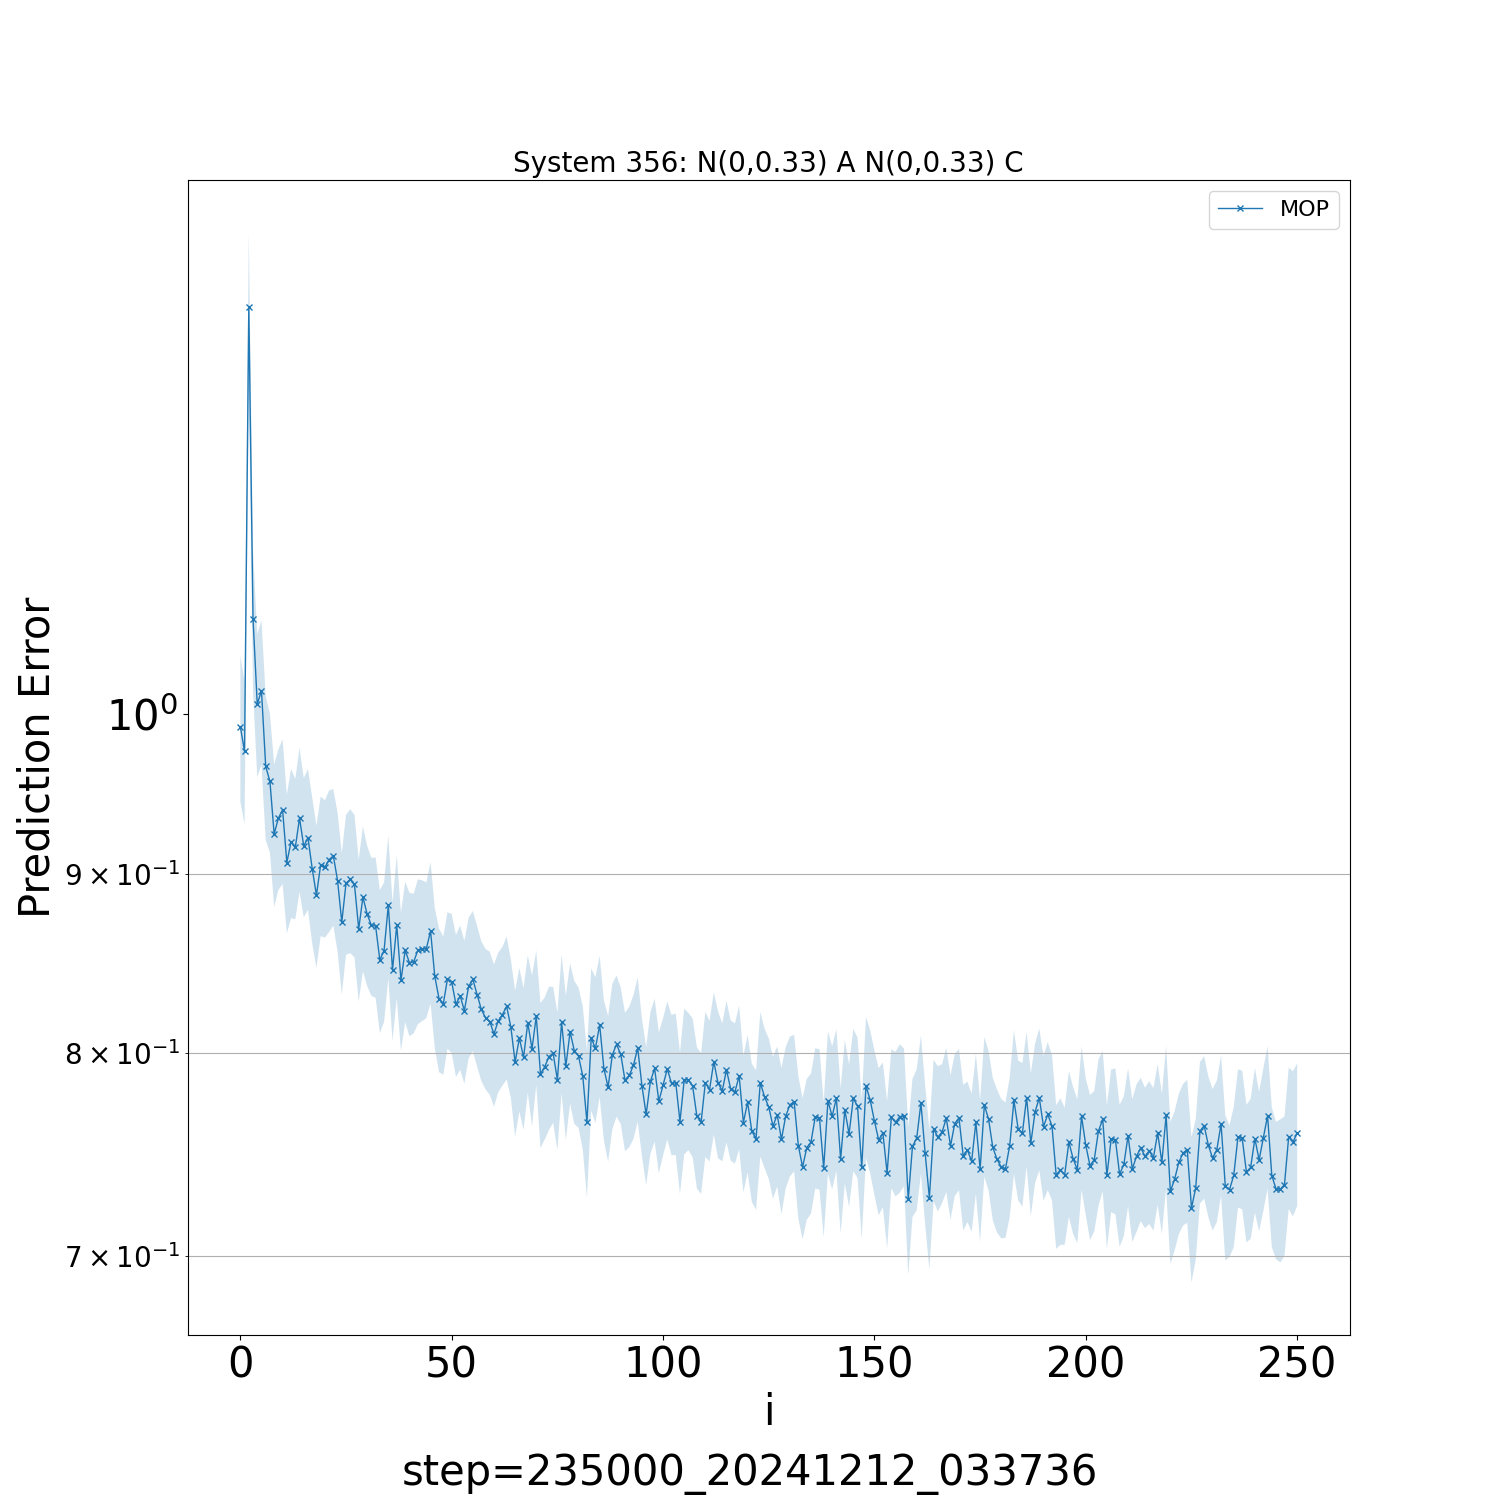 System 356: N(0,0.33) A N(0,0.33) C
MOP
Prediction Error
10⁰
9 × 10⁻¹
8 × 10⁻¹
7 × 10⁻¹
0 50 100 150 200 250
i
step=235000_20241212_033736